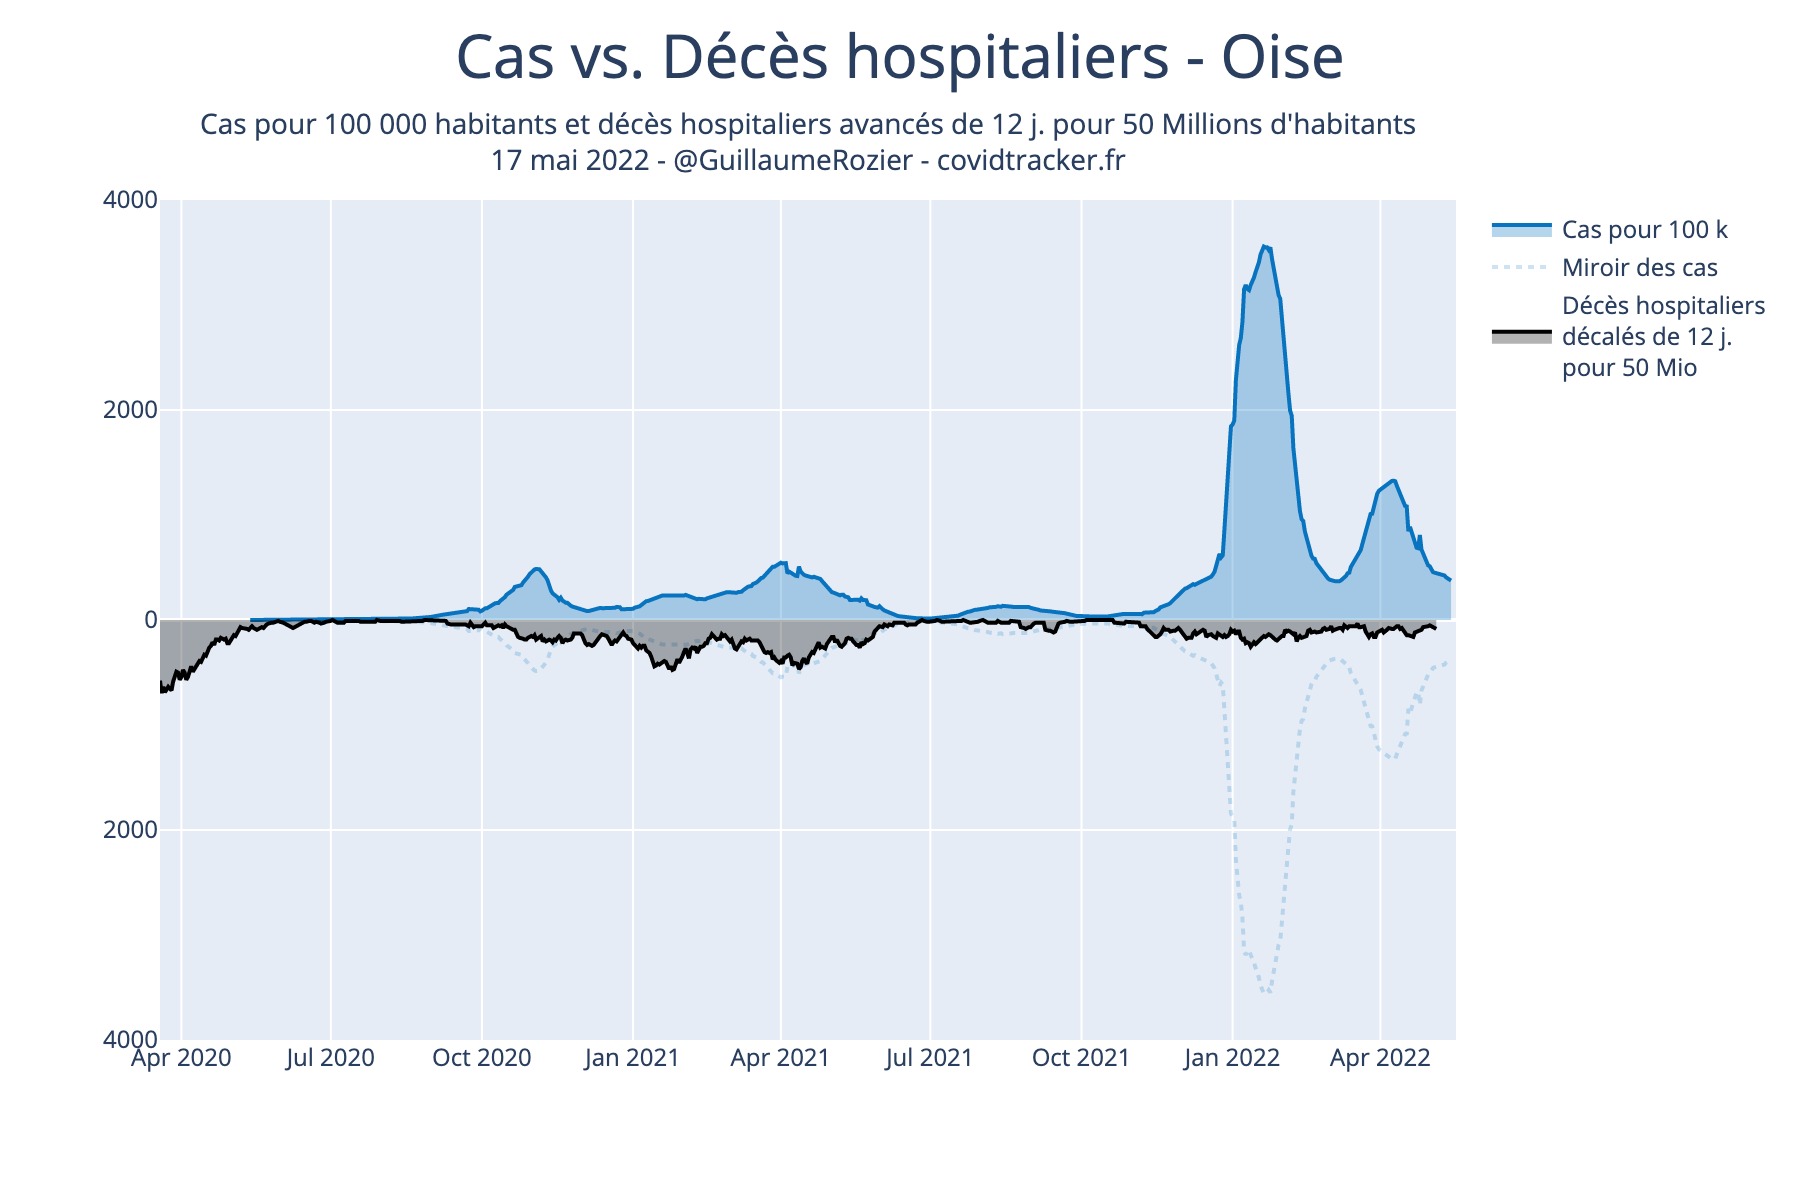 Cas vs. Décès hospitaliers - Oise
Cas pour 100 000 habitants et décès hospitaliers avancés de 12 j. pour 50 Millions d'habitants
17 mai 2022 - @GuillaumeRozier - covidtracker.fr
4000
2000
0
2000
4000
Apr 2020
Jul 2020
Oct 2020
Jan 2021
Apr 2021
Jul 2021
Oct 2021
Jan 2022
Apr 2022
Cas pour 100 k
Miroir des cas
Décès hospitaliers
décalés de 12 j.
pour 50 Mio